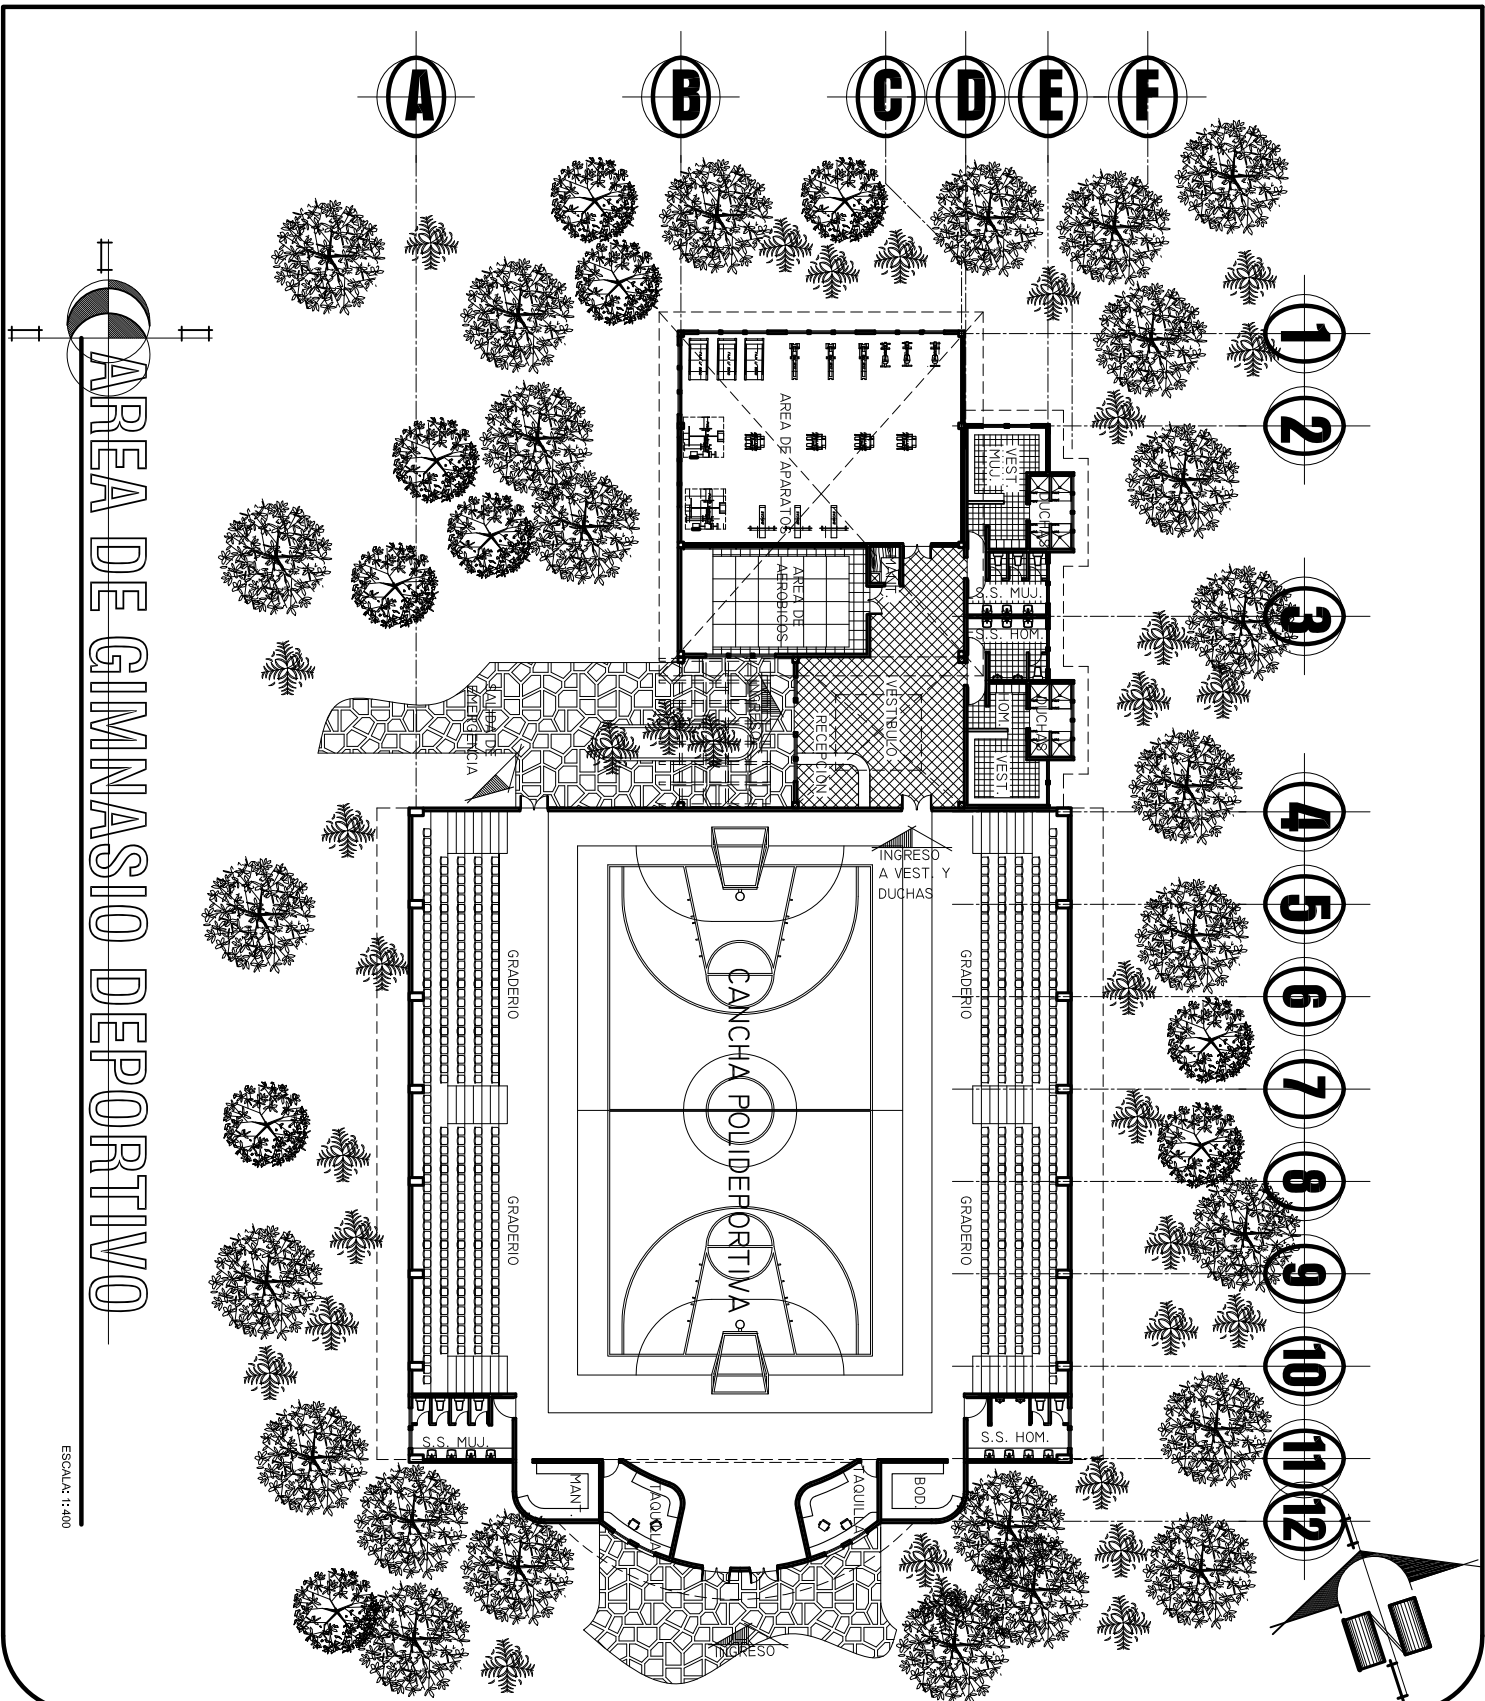 A B C D E F
1
2
3
4
5
6
7
8
9
10
11
12
AREA DE GIMNASIO DEPORTIVO
ESCALA: 1:400
AREA DE APARATOS
VEST.
MUJ.
DUCHAS
S.S. MUJ.
S.S. HOM.
MANT.
AREA DE
AEROBICOS
HOM.
VEST.
DUCHAS
VESTIBULO
RECEPCION
INGRESO
SALIDA DE
EMERGENCIA
INGRESO
A VEST. Y
DUCHAS
GRADERIO
GRADERIO
CANCHA POLIDEPORTIVA
GRADERIO
GRADERIO
S.S. MUJ.
S.S. HOM.
MANT.
TAQUILLA
TAQUILLA
BOD.
INGRESO